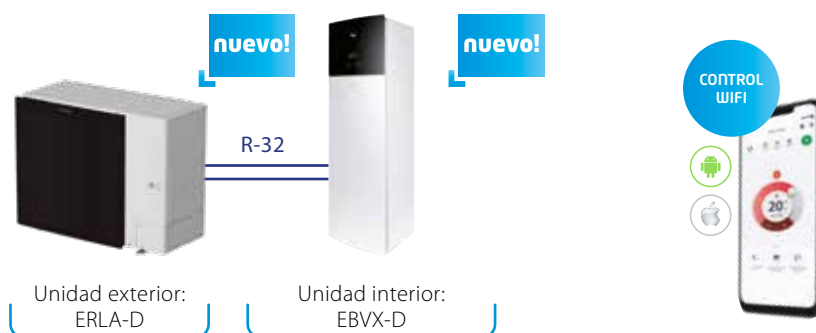 nuevo!
nuevo!
CONTROL
WIFI
R-32
20
Unidad exterior:
ERLA-D
Unidad interior:
EBVX-D